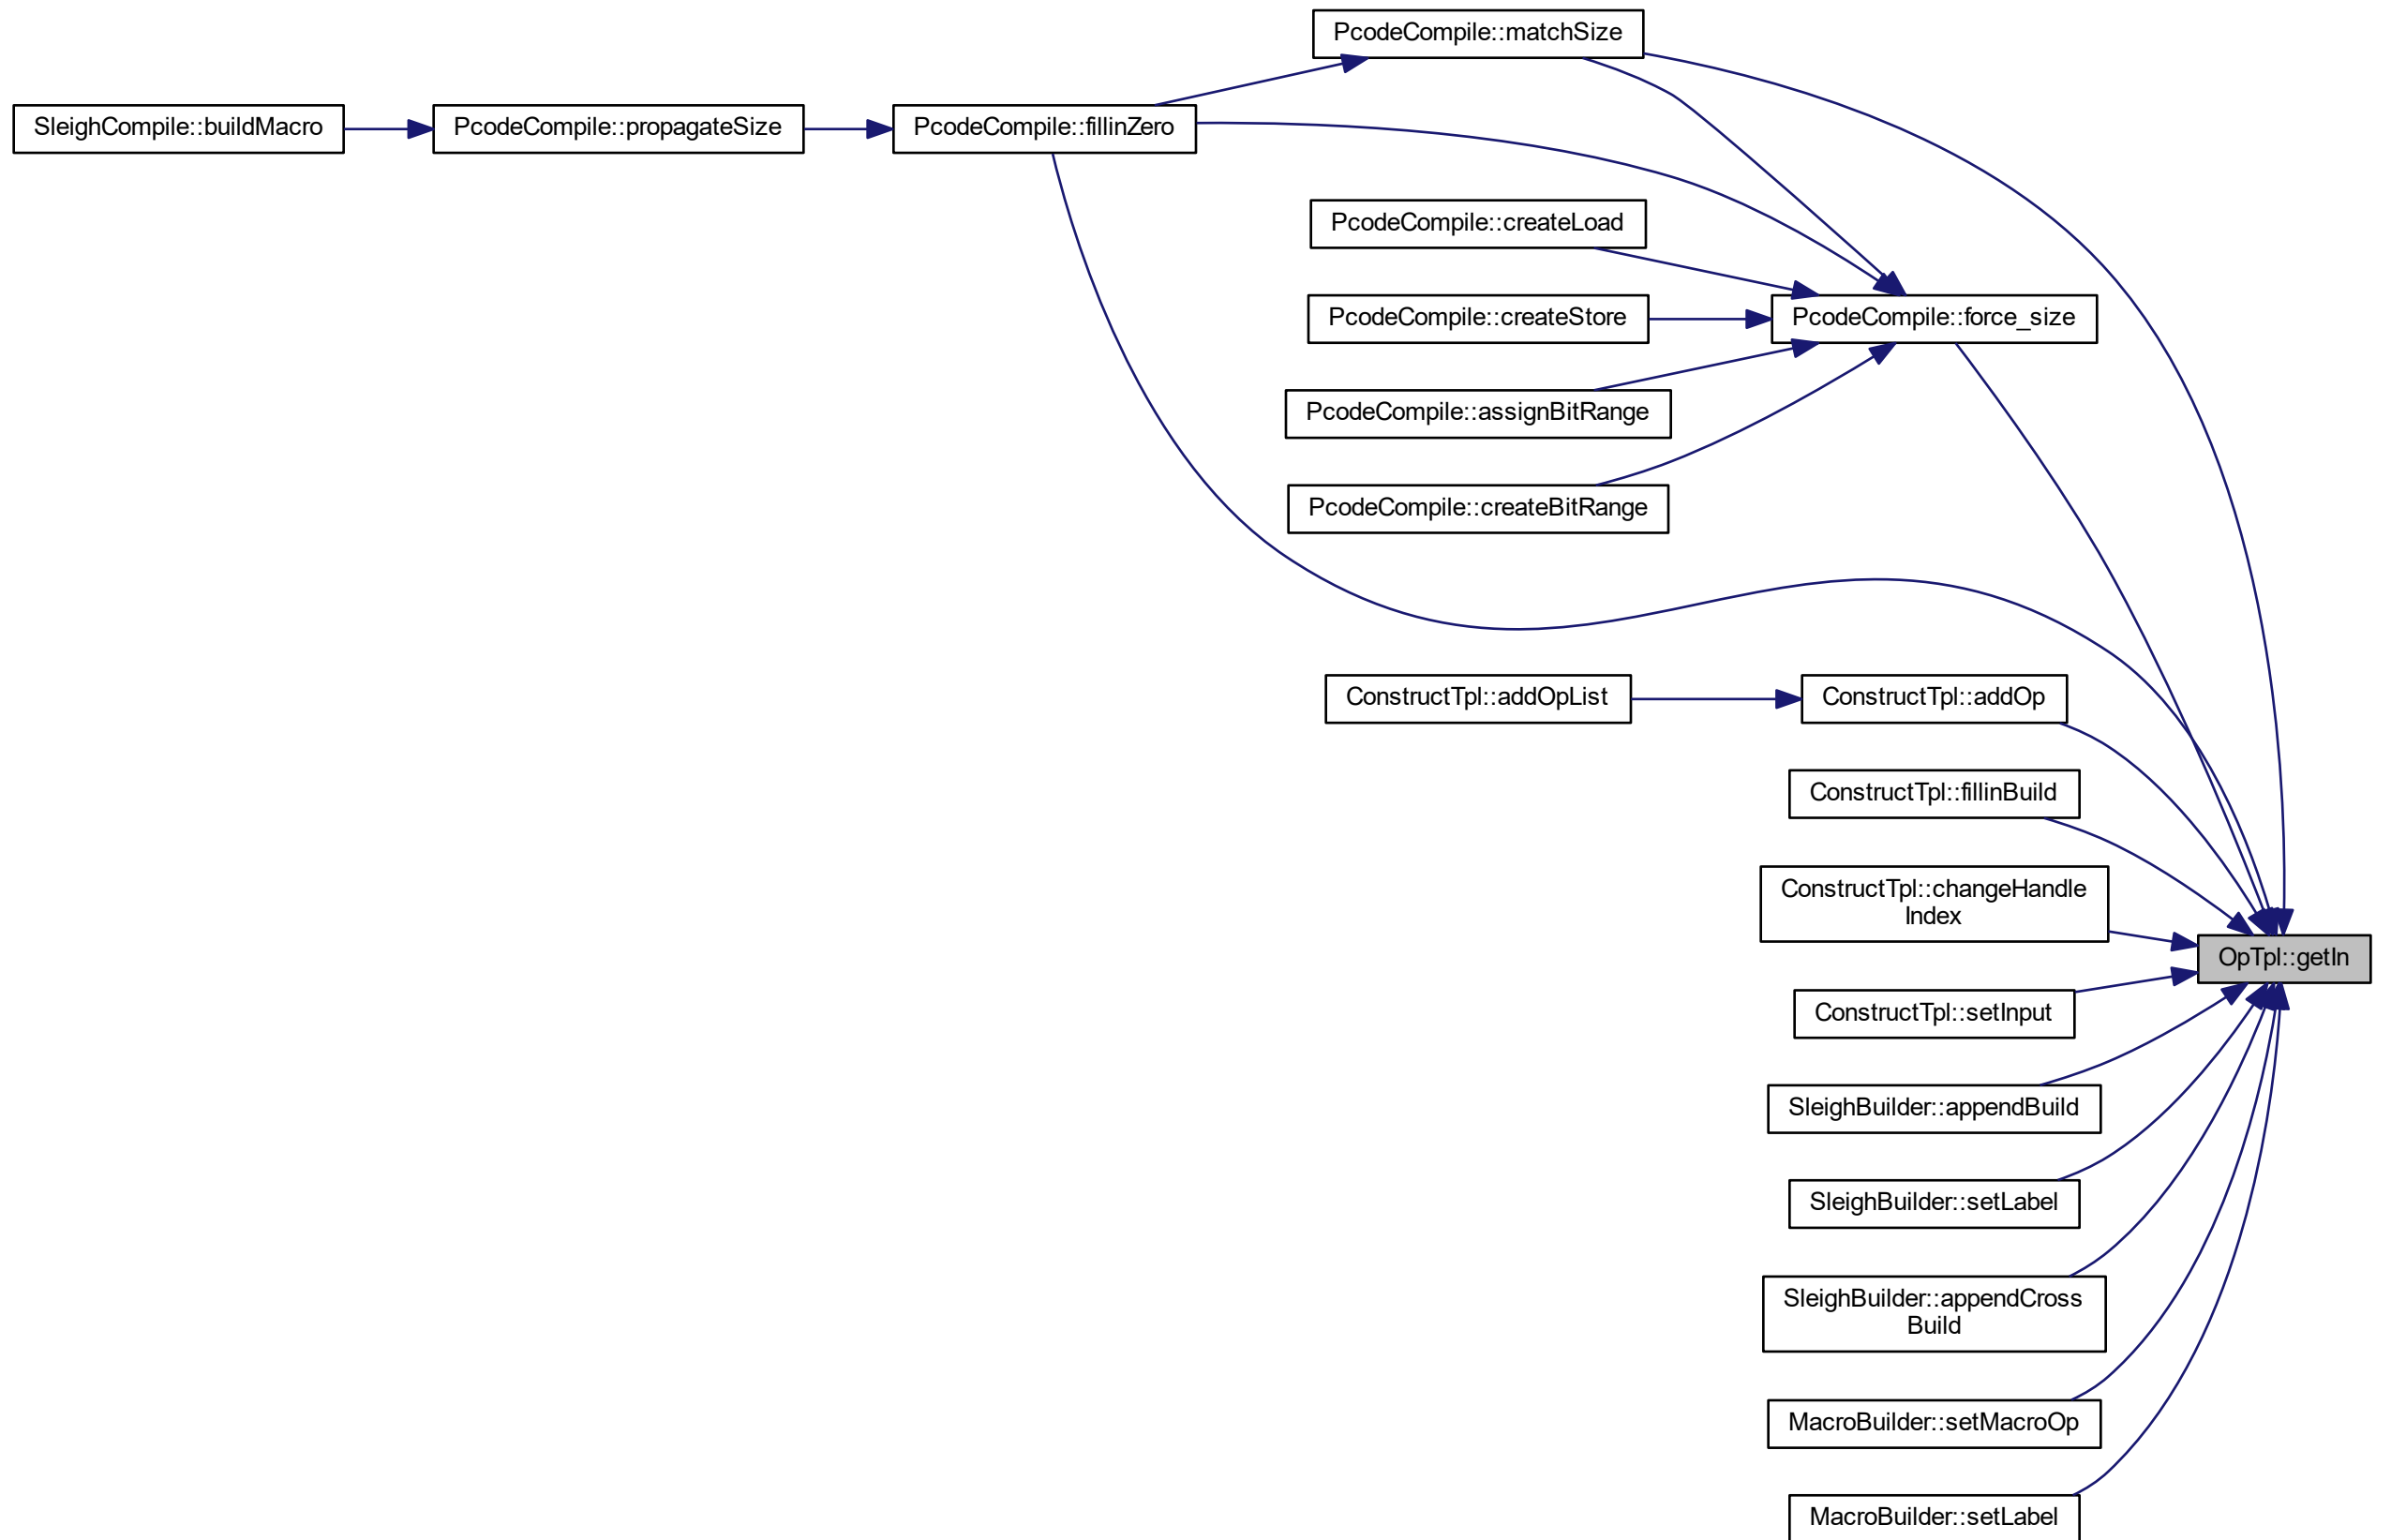 PcodeCompile::matchSize
SleighCompile::buildMacro
PcodeCompile::propagateSize
PcodeCompile::fillinZero
PcodeCompile::createLoad
PcodeCompile::createStore
PcodeCompile::force_size
PcodeCompile::assignBitRange
PcodeCompile::createBitRange
ConstructTpl::addOpList
ConstructTpl::addOp
ConstructTpl::fillinBuild
ConstructTpl::changeHandle
Index
OpTpl::getIn
ConstructTpl::setInput
SleighBuilder::appendBuild
SleighBuilder::setLabel
SleighBuilder::appendCross
Build
MacroBuilder::setMacroOp
MacroBuilder::setLabel